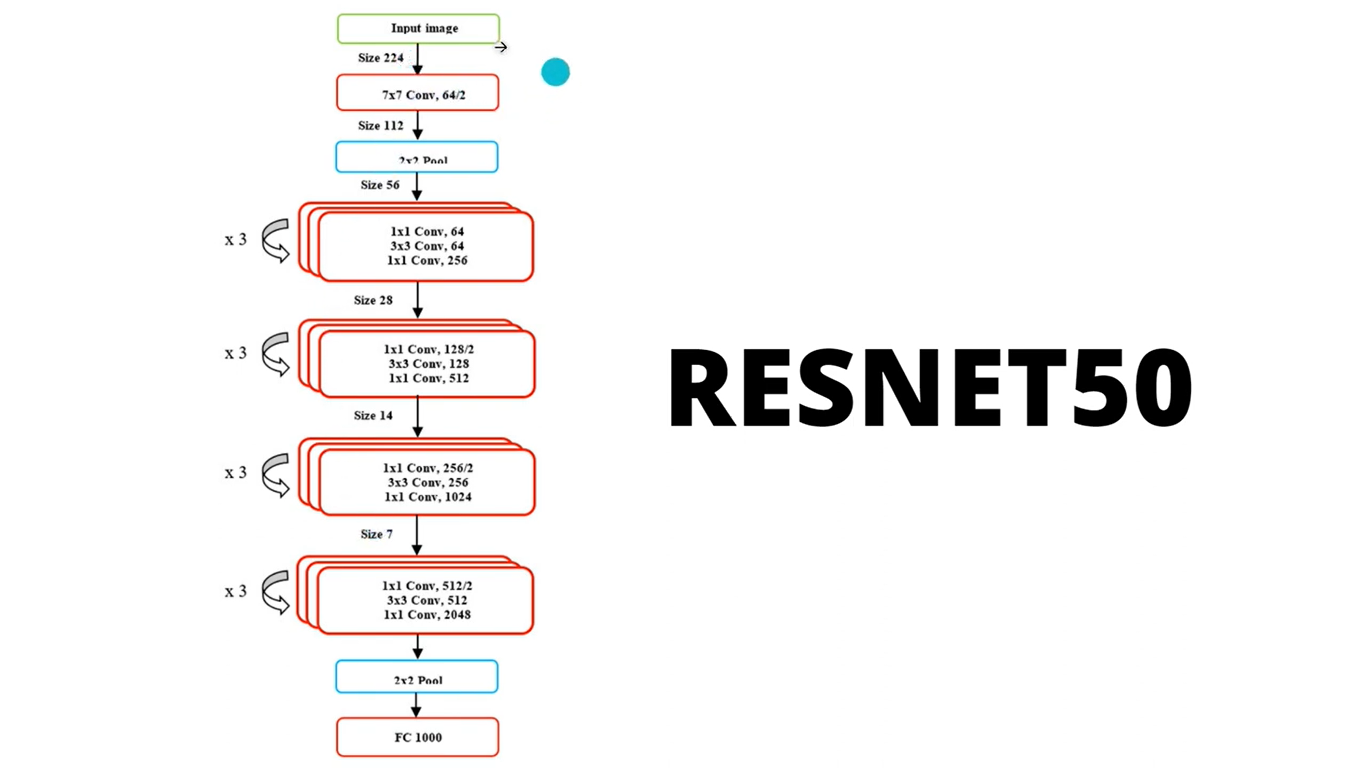 Input image
Size 224
7x7 Conv, 64/2
Size 112
2x2 Pool
Size 56
x 3
1x1 Conv, 64
3x3 Conv, 64
1x1 Conv, 256
Size 28
x 3
1x1 Conv, 128/2
3x3 Conv, 128
1x1 Conv, 512
Size 14
x 3
1x1 Conv, 256/2
3x3 Conv, 256
1x1 Conv, 1024
Size 7
x 3
1x1 Conv, 512/2
3x3 Conv, 512
1x1 Conv, 2048
2x2 Pool
FC 1000
RESNET50